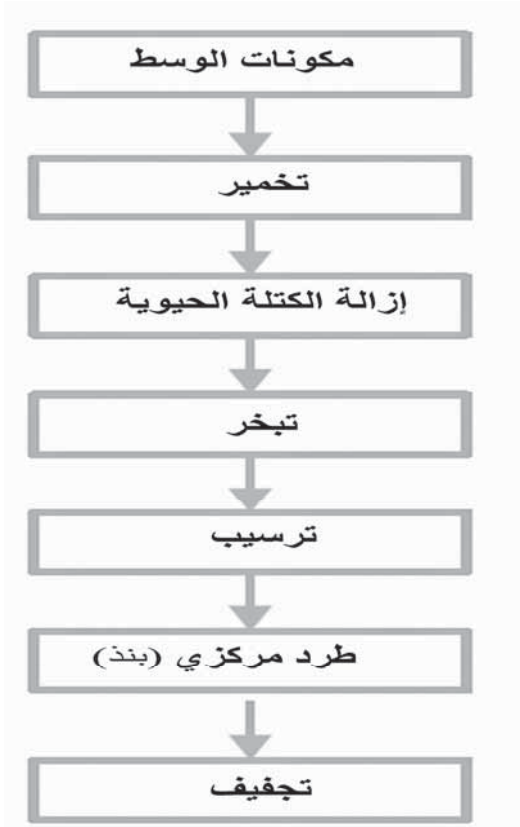 مكونات الوسط
تخمير
إزالة الكتلة الحيوية
تبخر
ترسيب
طرد مركزي (بنذ)
تجفيف